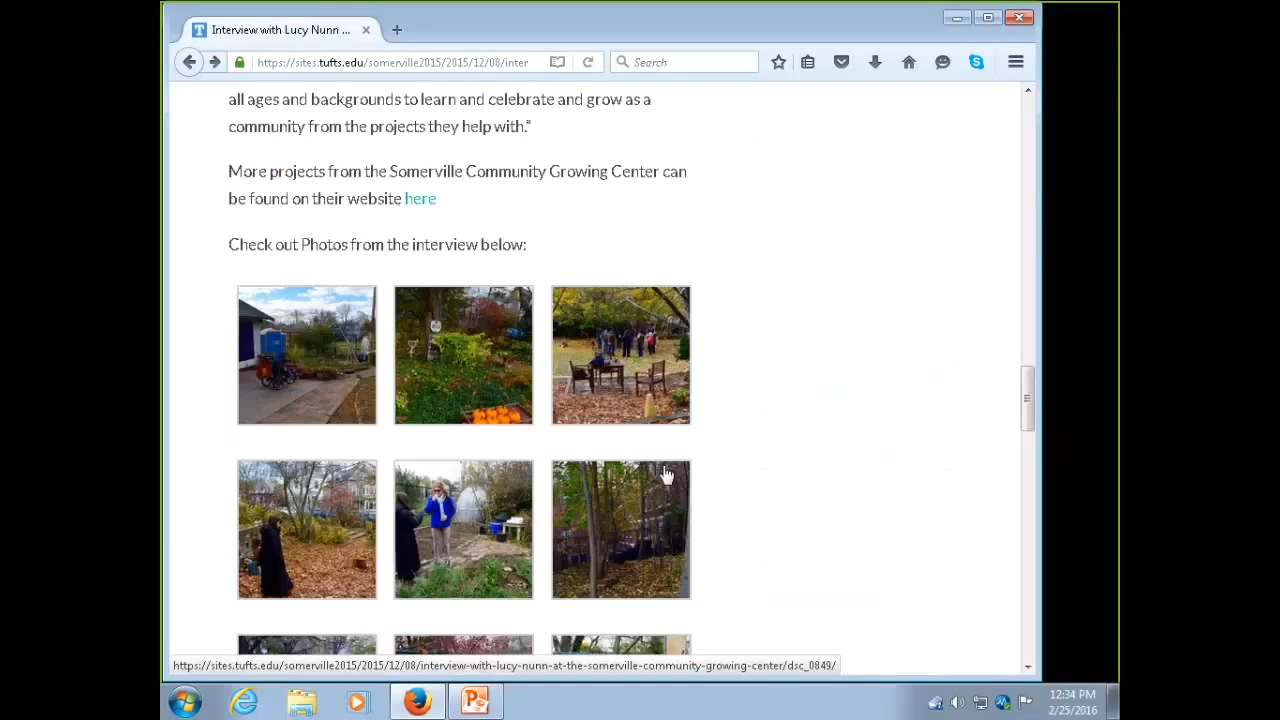 Interview with Lucy Nunn ...
https://sites.tufts.edu/somerville2015/2015/12/08/inter
Search
all ages and backgrounds to learn and celebrate and grow as a
community from the projects they help with."
More projects from the Somerville Community Growing Center can
be found on their website here
Check out Photos from the interview below:
https://sites.tufts.edu/somerville2015/2015/12/08/interview-with-lucy-nunn-at-the-somerville-community-growing-center/dsc_0849/
12:34 PM
2/25/2016